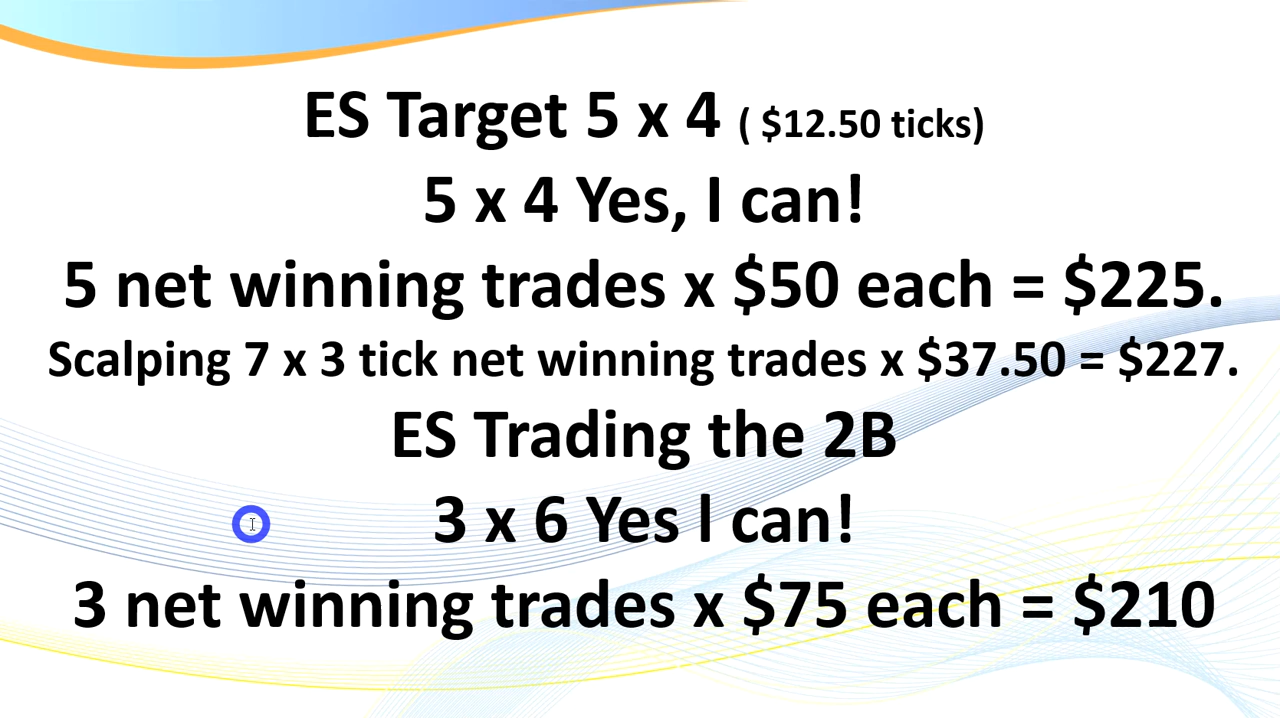 ES Target 5 x 4 ( $12.50 ticks)
5 x 4 Yes, I can!
5 net winning trades x $50 each = $225.
Scalping 7 x 3 tick net winning trades x $37.50 = $227.
ES Trading the 2B
3 x 6 Yes I can!
3 net winning trades x $75 each = $210